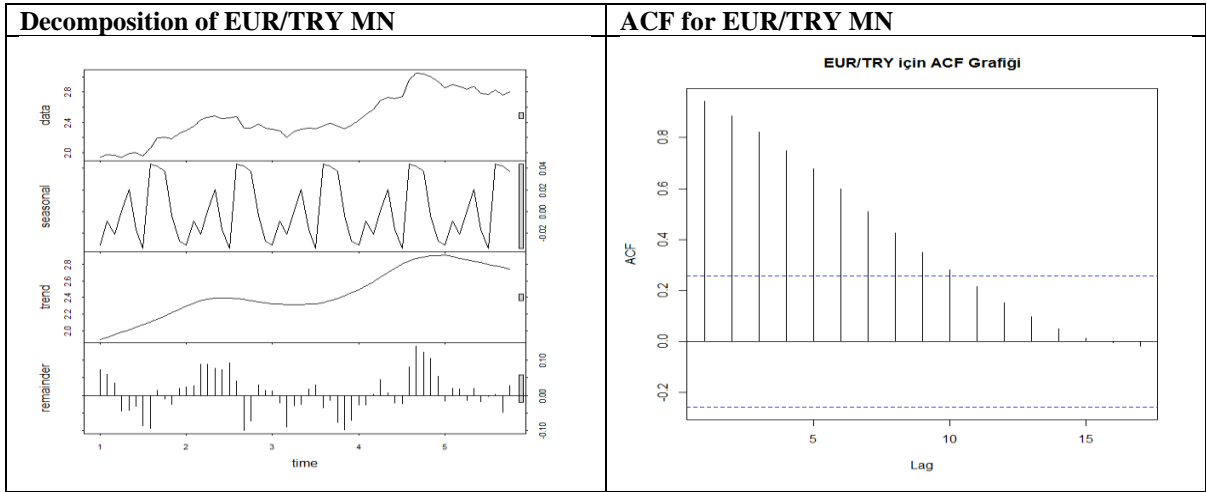 Decomposition of EUR/TRY MN
data
2.0 2.4 2.8
seasonal
-0.02 0.00 0.02 0.04
trend
2.0 2.2 2.4 2.6 2.8
remainder
-0.10 0.00 0.10
1 2 3 4 5
time
ACF for EUR/TRY MN
EUR/TRY için ACF Grafiği
ACF
-0.2 0.0 0.2 0.4 0.6 0.8
5 10 15
Lag